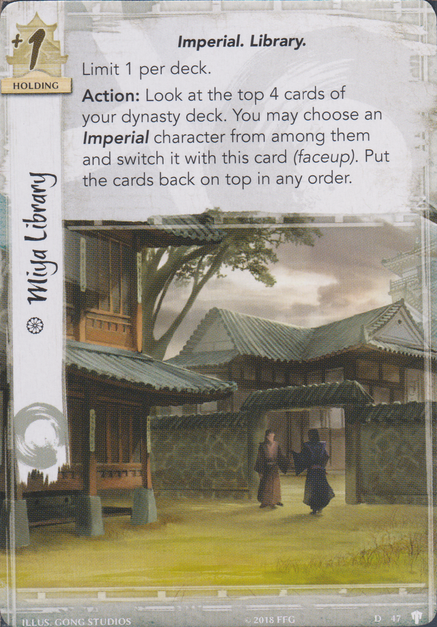 +1
HOLDING
Imperial. Library.
Limit 1 per deck.
Action: Look at the top 4 cards of
your dynasty deck. You may choose an
Imperial character from among them
and switch it with this card (faceup). Put
the cards back on top in any order.
Miya Library
ILLUS. GONG STUDIOS
© 2018 FFG
D 47